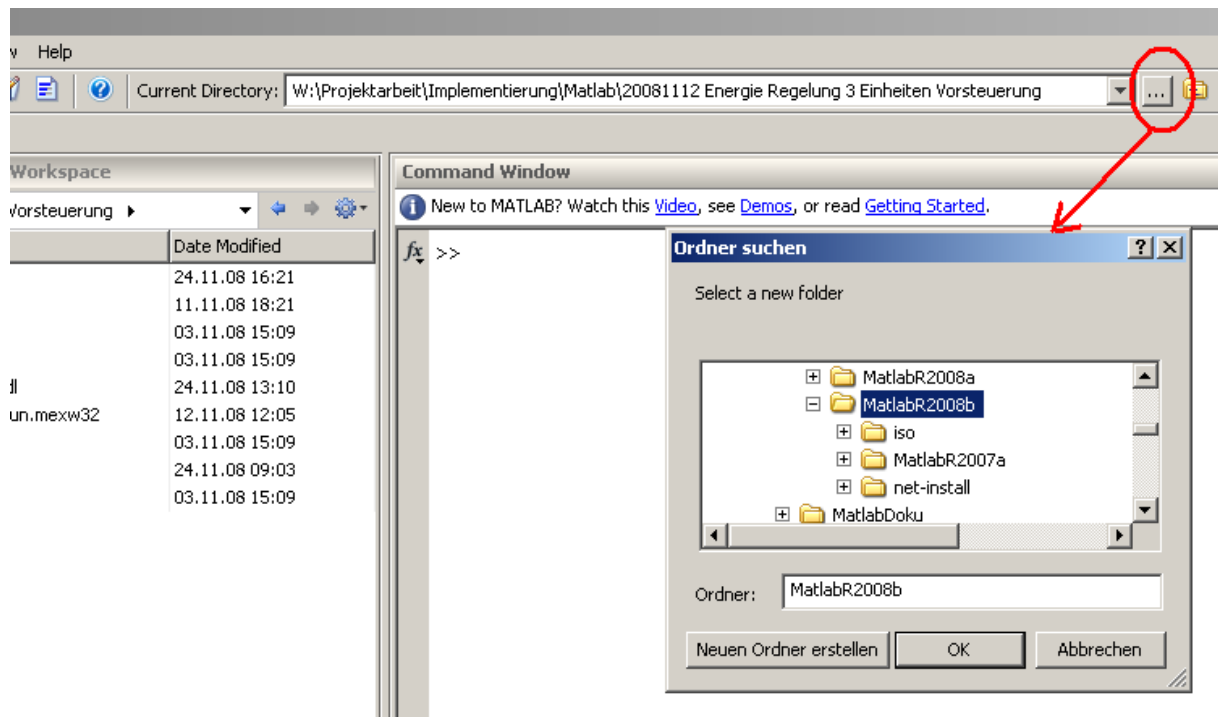 w Help
Current Directory: W:\Projektarbeit\Implementierung\Matlab\20081112 Energie Regelung 3 Einheiten Vorsteuerung ...
Workspace
Vorsteuerung
Date Modified
24.11.08 16:21
11.11.08 18:21
03.11.08 15:09
03.11.08 15:09
dl 24.11.08 13:10
un.mexw32 12.11.08 12:05
03.11.08 15:09
24.11.08 09:03
03.11.08 15:09
Command Window
New to MATLAB? Watch this Video, see Demos, or read Getting Started.
fx >>
Ordner suchen
Select a new folder
MatlabR2008a
MatlabR2008b
iso
MatlabR2007a
net-install
MatlabDoku
Ordner: MatlabR2008b
Neuen Ordner erstellen OK Abbrechen